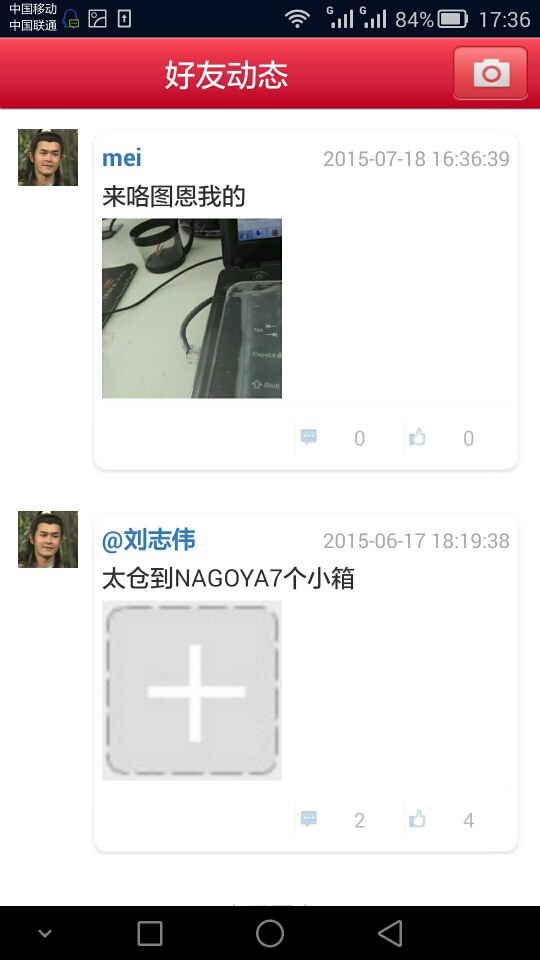 中国移动
中国联通
G
G
84%
17:36
好友动态
mei
2015-07-18 16:36:39
来咯图恩我的
Tab
CapsLk
Shift
0
0
@刘志伟
2015-06-17 18:19:38
太仓到NAGOYA7个小箱
2
4